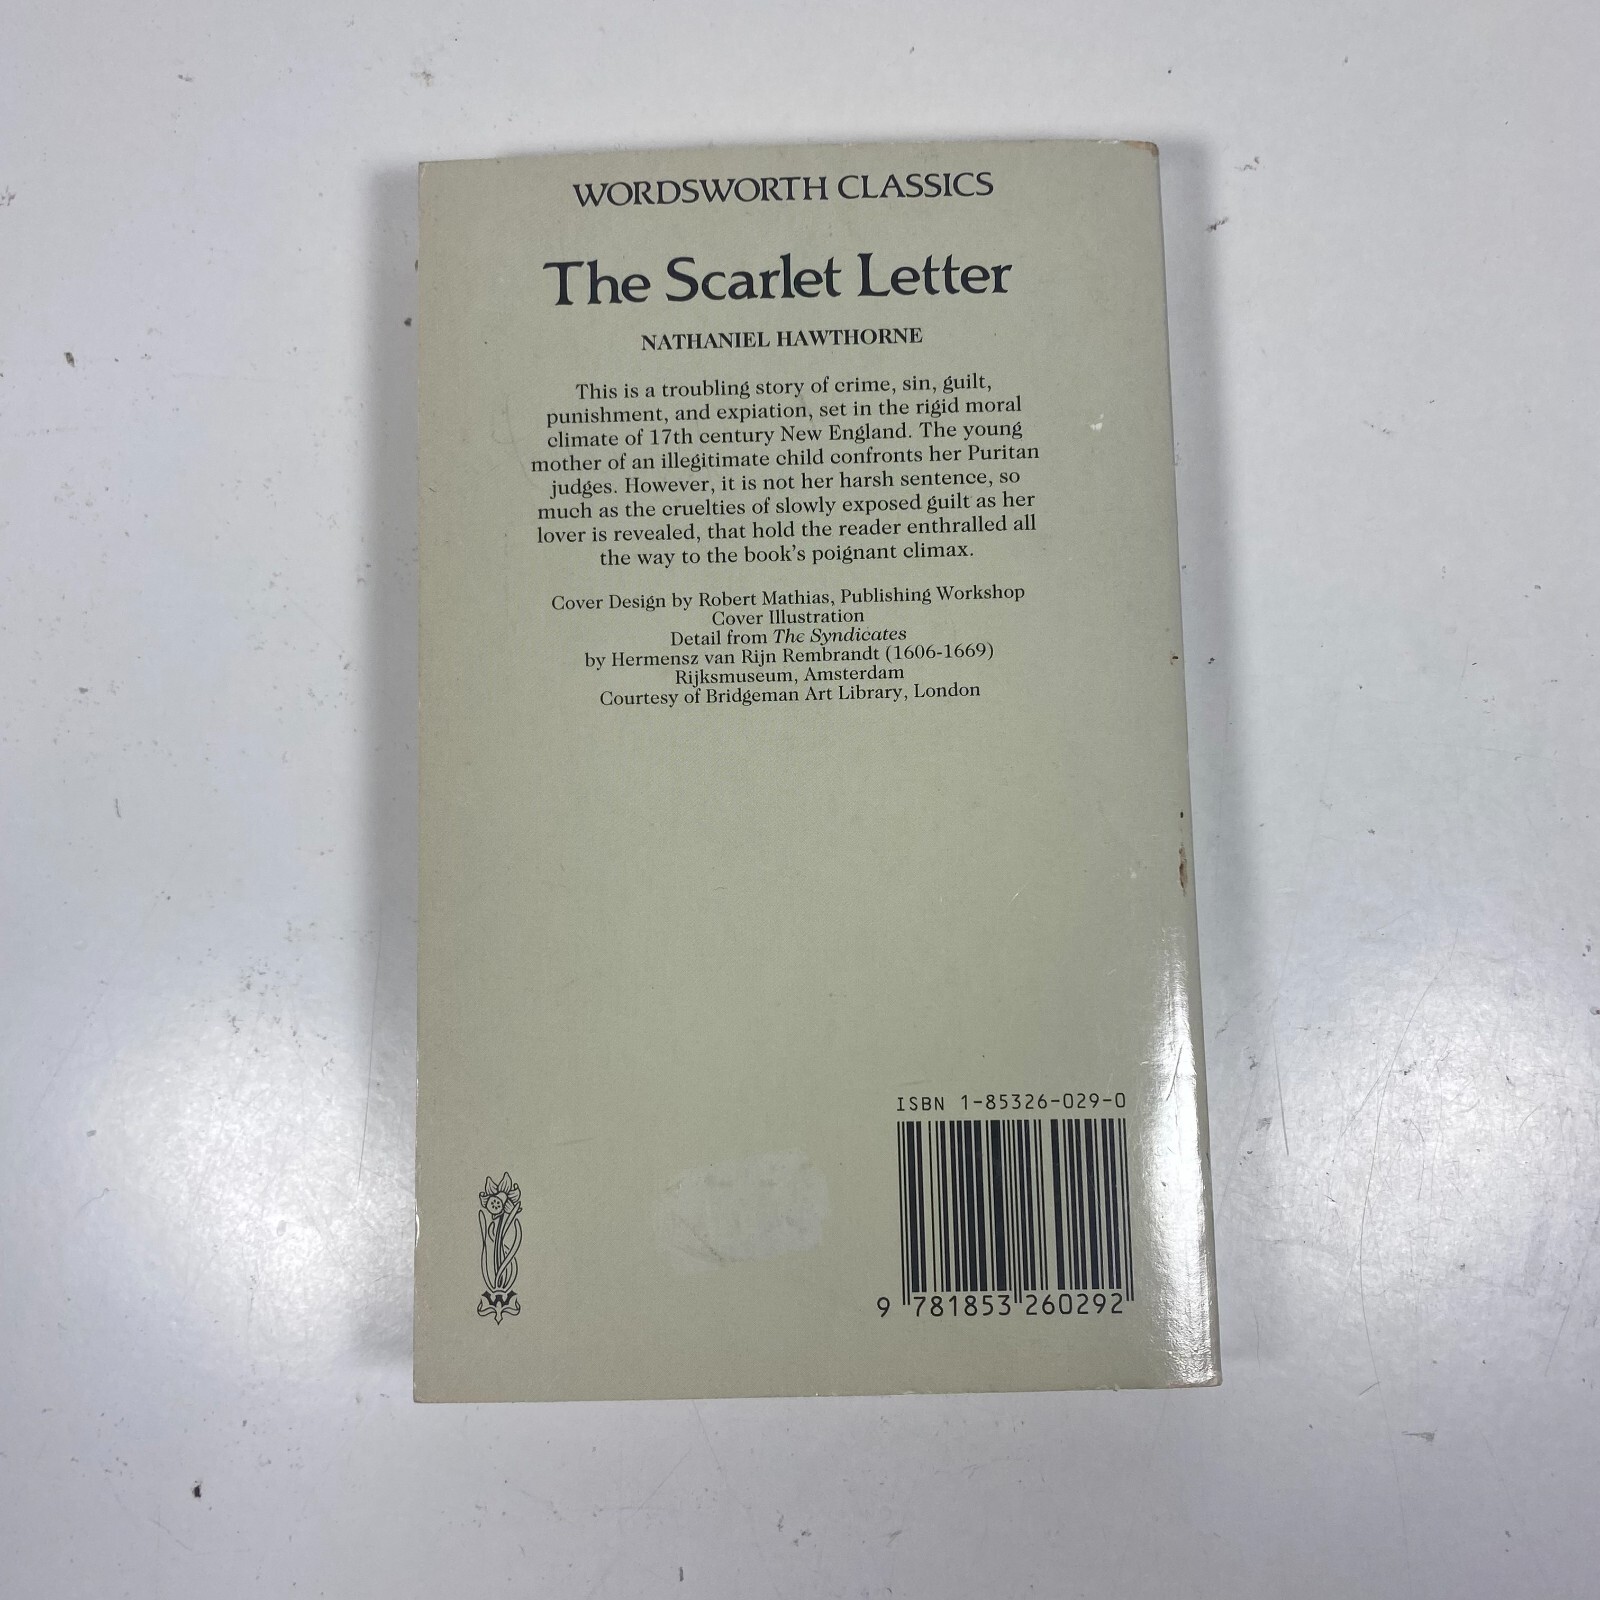 WORDSWORTH CLASSICS
The Scarlet Letter
NATHANIEL HAWTHORNE
This is a troubling story of crime, sin, guilt,
punishment, and expiation, set in the rigid moral
climate of 17th century New England. The young
mother of an illegitimate child confronts her Puritan
judges. However, it is not her harsh sentence, so
much as the cruelties of slowly exposed guilt as her
lover is revealed, that hold the reader enthralled all
the way to the book's poignant climax.
Cover Design by Robert Mathias, Publishing Workshop
Cover Illustration
Detail from The Syndicates
by Hermensz van Rijn Rembrandt (1606-1669)
Rijksmuseum, Amsterdam
Courtesy of Bridgeman Art Library, London
ISBN 1-85326-029-0
9 781853 260292
W